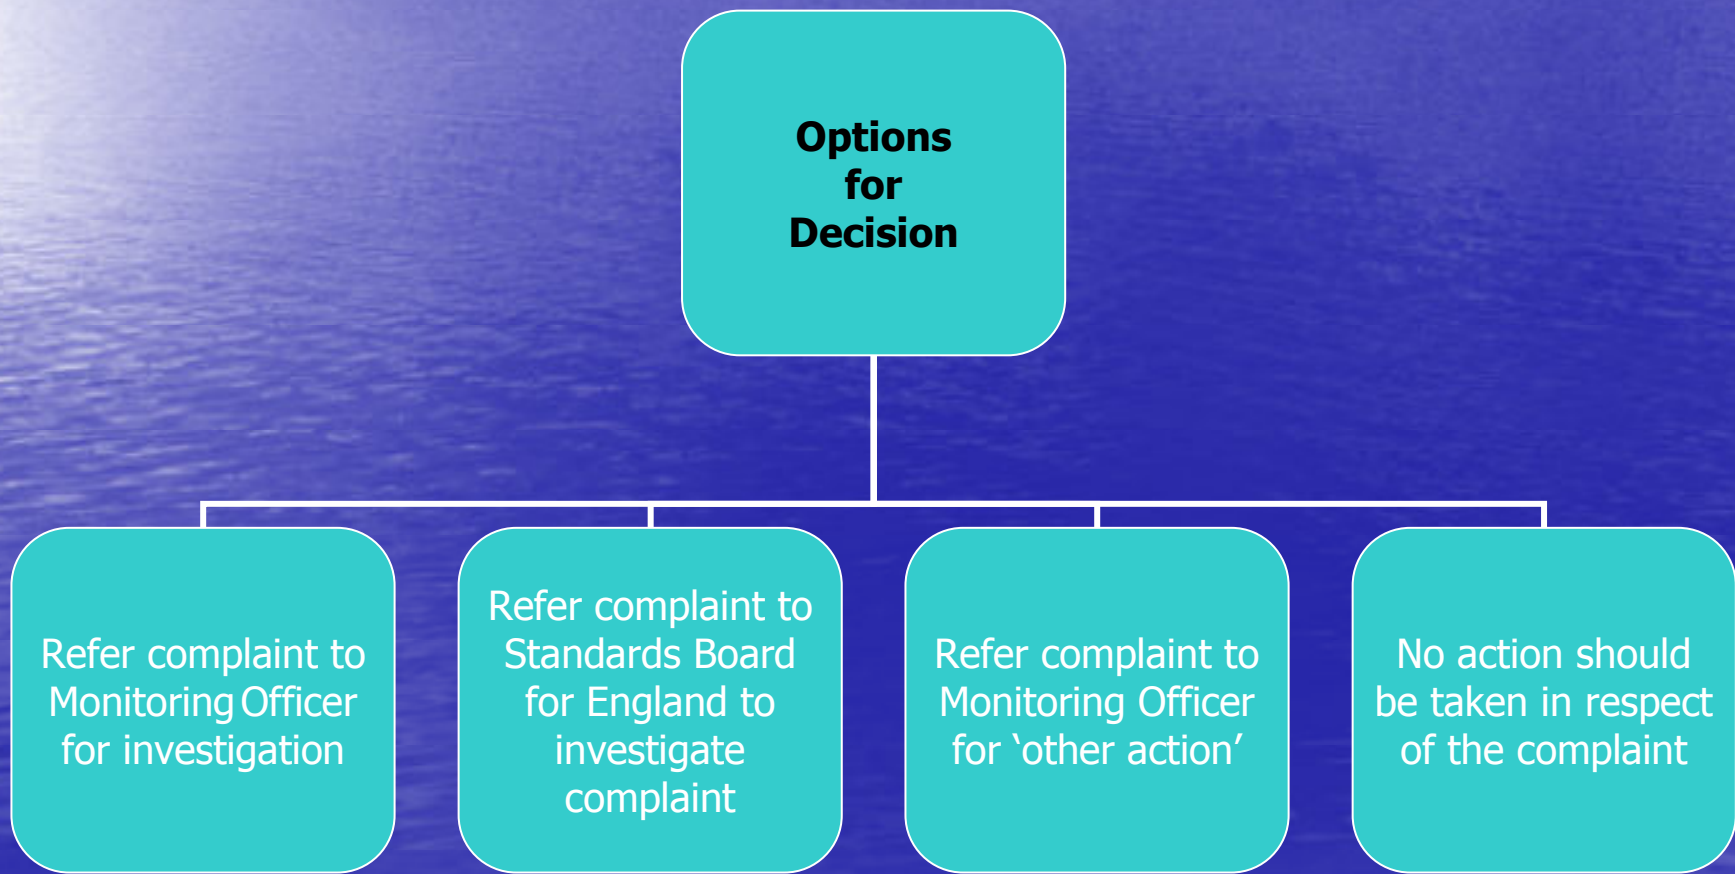 Options
for
Decision
Refer complaint to
Monitoring Officer
for investigation
Refer complaint to
Standards Board
for England to
investigate
complaint
Refer complaint to
Monitoring Officer
for ‘other action’
No action should
be taken in respect
of the complaint